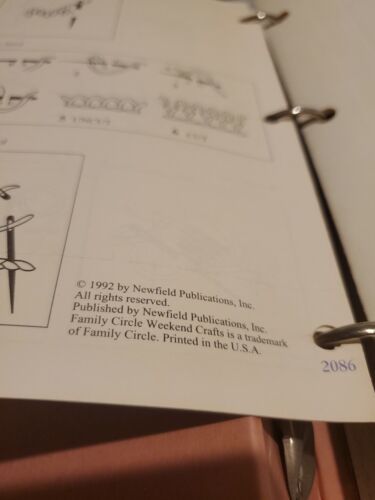 © 1992 by Newfield Publications, Inc.
All rights reserved.
Published by Newfield Publications, Inc.
Family Circle Weekend Crafts is a trademark
of Family Circle. Printed in the U.S.A.
2086